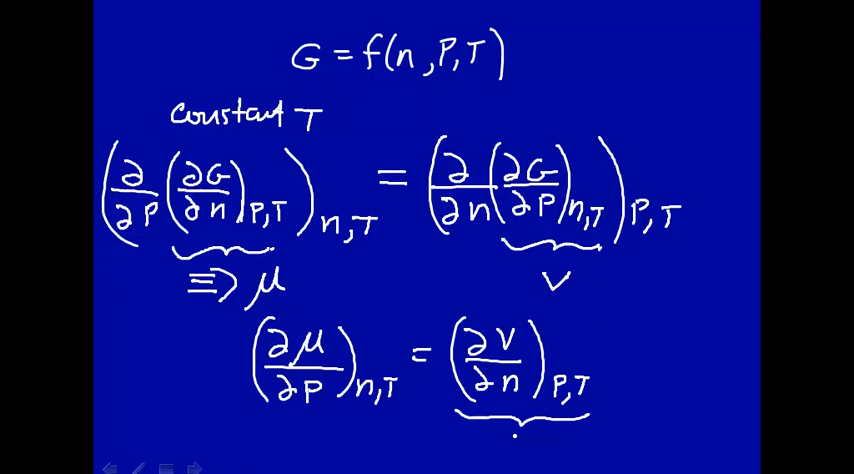 G = f(n, P, T)
constant T
(∂/∂P (∂G/∂n)P,T)n,T = (∂/∂n (∂G/∂P)n,T)P,T
≡> μ V
(∂μ/∂P)n,T = (∂V/∂n)P,T